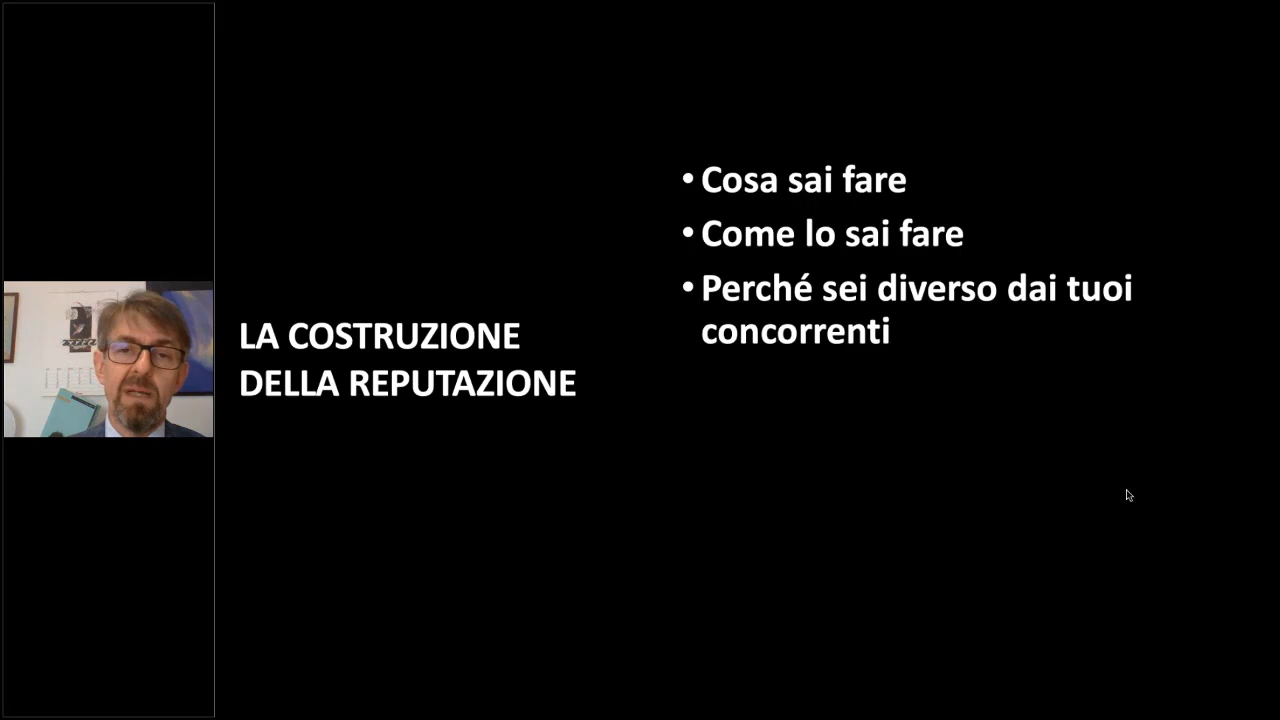 LA COSTRUZIONE
DELLA REPUTAZIONE
• Cosa sai fare
• Come lo sai fare
• Perché sei diverso dai tuoi
concorrenti